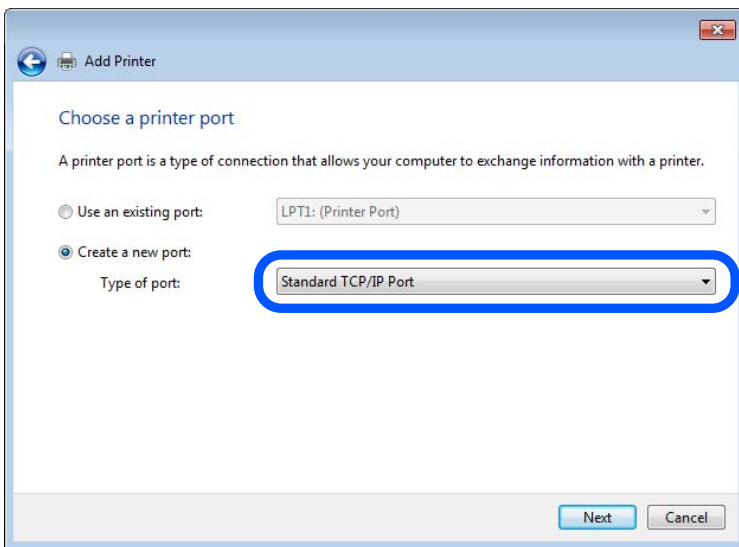 Add Printer
Choose a printer port
A printer port is a type of connection that allows your computer to exchange information with a printer.
Use an existing port: LPT1: (Printer Port)
Create a new port:
Type of port: Standard TCP/IP Port
Next Cancel